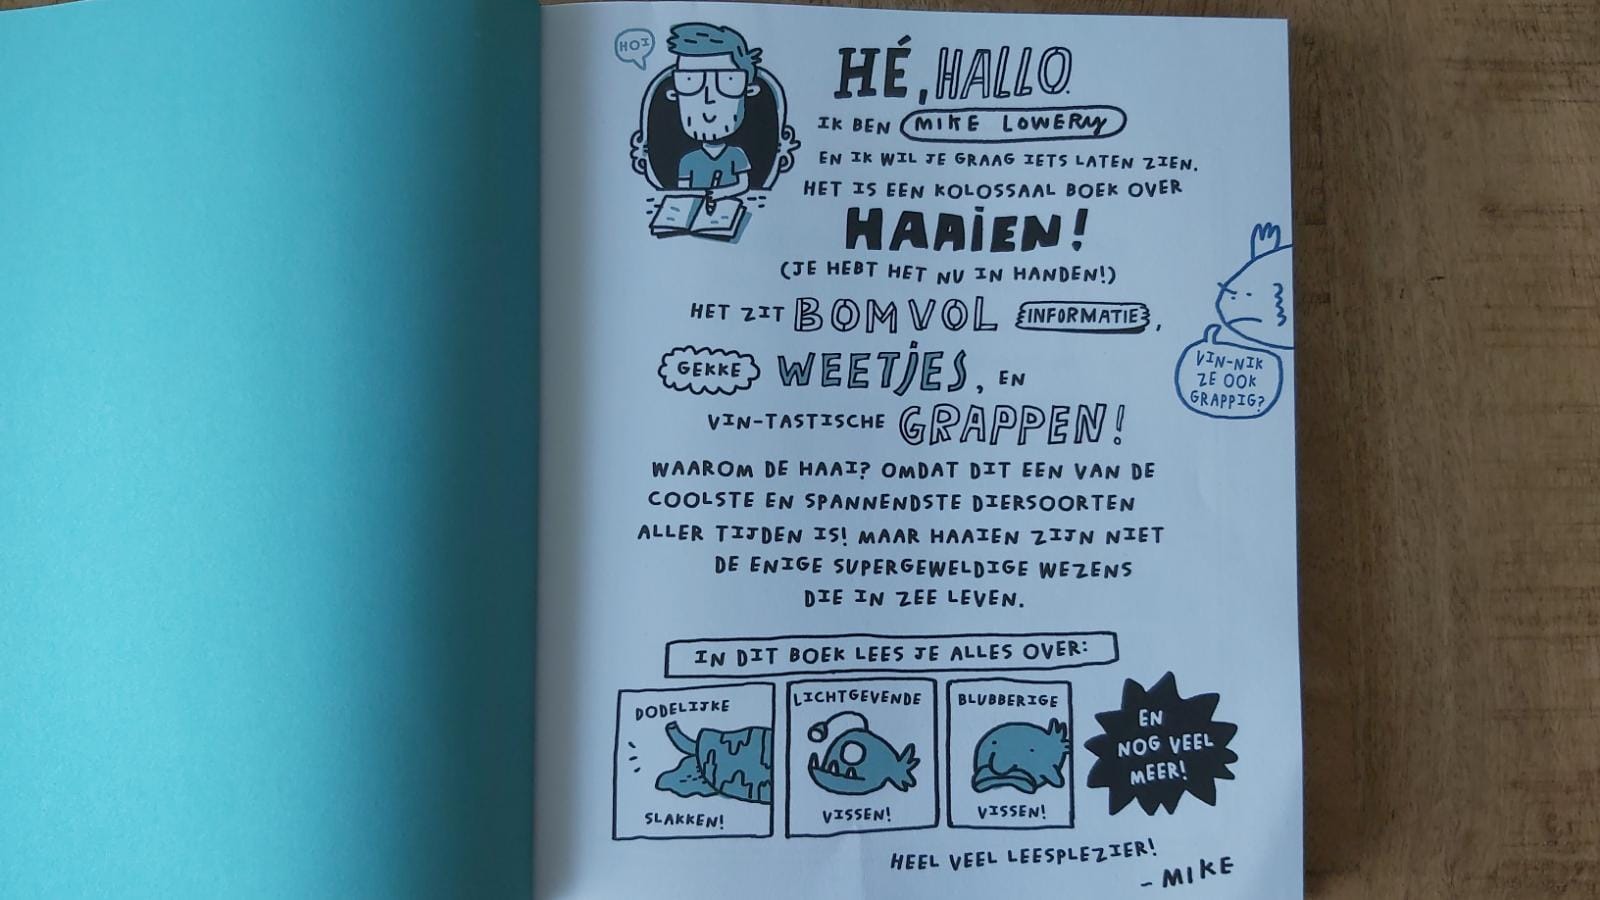 HOI
HÉ, HALLO.
IK BEN MIKE LOWERY
EN IK WIL JE GRAAG IETS LATEN ZIEN.
HET IS EEN KOLOSSAAL BOEK OVER
HAAIEN!
(JE HEBT HET NU IN HANDEN!)
HET ZIT BOMVOL INFORMATIE,
GEKKE WEETJES, EN
VIN-TASTISCHE GRAPPEN!
VIN-NIK
ZE OOK
GRAPPIG?
WAAROM DE HAAI? OMDAT DIT EEN VAN DE
COOLSTE EN SPANNENDSTE DIERSOORTEN
ALLER TIJDEN IS! MAAR HAAIEN ZIJN NIET
DE ENIGE SUPERGEWELDIGE WEZENS
DIE IN ZEE LEVEN.
IN DIT BOEK LEES JE ALLES OVER:
DODELIJKE
SLAKKEN!
LICHTGEVENDE
VISSEN!
BLUBBERIGE
VISSEN!
EN
NOG VEEL
MEER!
HEEL VEEL LEESPLEZIER!
- MIKE